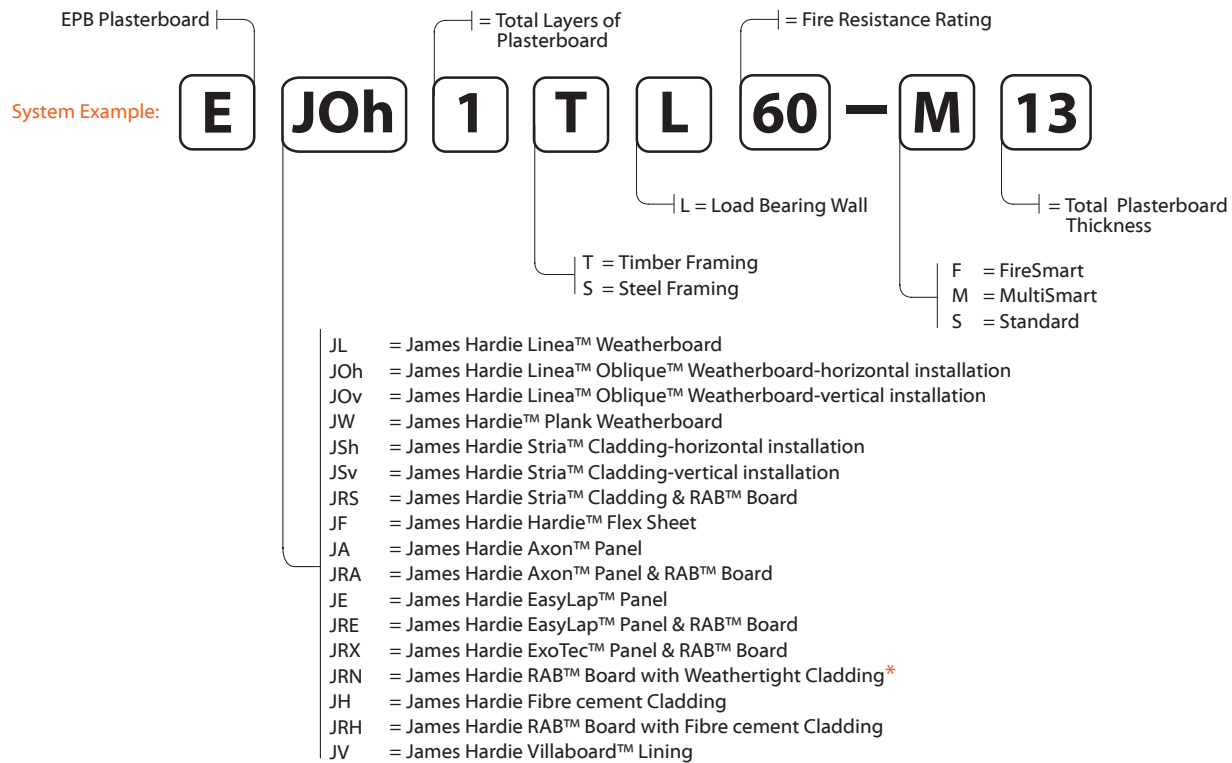 EPB Plasterboard
= Total Layers of
Plasterboard
= Fire Resistance Rating
System Example:
E JOh 1 T L 60 – M 13
L = Load Bearing Wall
= Total Plasterboard
Thickness
T = Timber Framing
S = Steel Framing
F = FireSmart
M = MultiSmart
S = Standard
JL = James Hardie Linea™ Weatherboard
JOh = James Hardie Linea™ Oblique™ Weatherboard-horizontal installation
JOv = James Hardie Linea™ Oblique™ Weatherboard-vertical installation
JW = James Hardie™ Plank Weatherboard
JSh = James Hardie Stria™ Cladding-horizontal installation
JSv = James Hardie Stria™ Cladding-vertical installation
JRS = James Hardie Stria™ Cladding & RAB™ Board
JF = James Hardie Hardie™ Flex Sheet
JA = James Hardie Axon™ Panel
JRA = James Hardie Axon™ Panel & RAB™ Board
JE = James Hardie EasyLap™ Panel
JRE = James Hardie EasyLap™ Panel & RAB™ Board
JRX = James Hardie ExoTec™ Panel & RAB™ Board
JRN = James Hardie RAB™ Board with Weathertight Cladding*
JH = James Hardie Fibre cement Cladding
JRH = James Hardie RAB™ Board with Fibre cement Cladding
JV = James Hardie Villaboard™ Lining